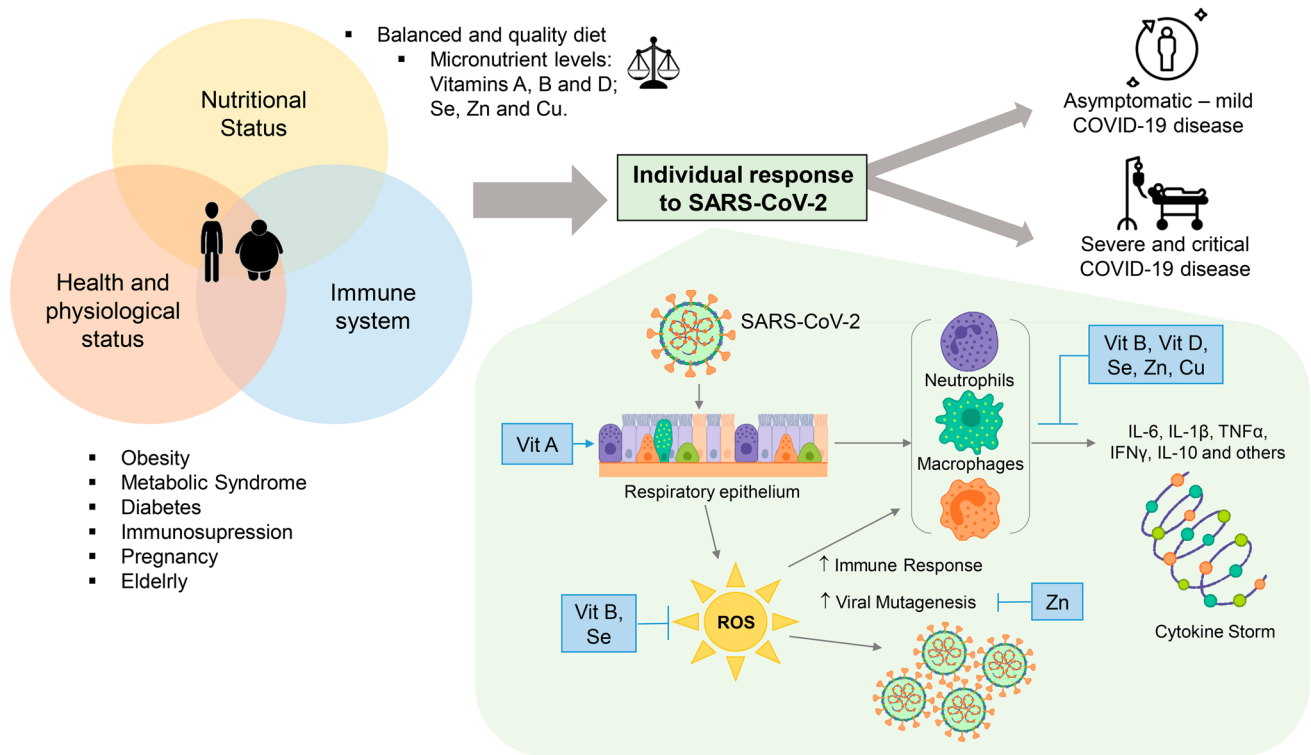 Nutritional
Status
Health and
physiological
status
Immune
system
▪ Balanced and quality diet
▪ Micronutrient levels:
Vitamins A, B and D;
Se, Zn and Cu.
▪ Obesity
▪ Metabolic Syndrome
▪ Diabetes
▪ Immunosupression
▪ Pregnancy
▪ Eldelrly
Individual response
to SARS-CoV-2
Asymptomatic – mild
COVID-19 disease
Severe and critical
COVID-19 disease
SARS-CoV-2
Vit A
Respiratory epithelium
Neutrophils
Macrophages
Vit B, Vit D,
Se, Zn, Cu
IL-6, IL-1β, TNFα,
IFNγ, IL-10 and others
Cytokine Storm
Vit B,
Se
ROS
↑ Immune Response
↑ Viral Mutagenesis
Zn